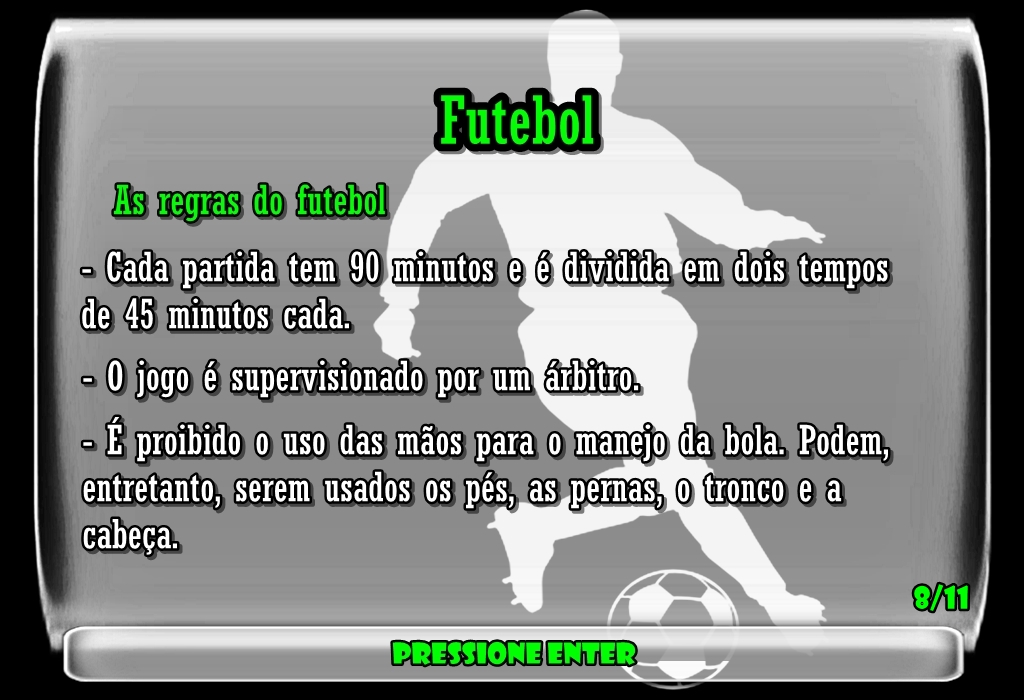 Futebol
As regras do futebol
- Cada partida tem 90 minutos e é dividida em dois tempos
de 45 minutos cada.
- O jogo é supervisionado por um árbitro.
- É proibido o uso das mãos para o manejo da bola. Podem,
entretanto, serem usados os pés, as pernas, o tronco e a
cabeça.
8/11
PRESSIONE ENTER